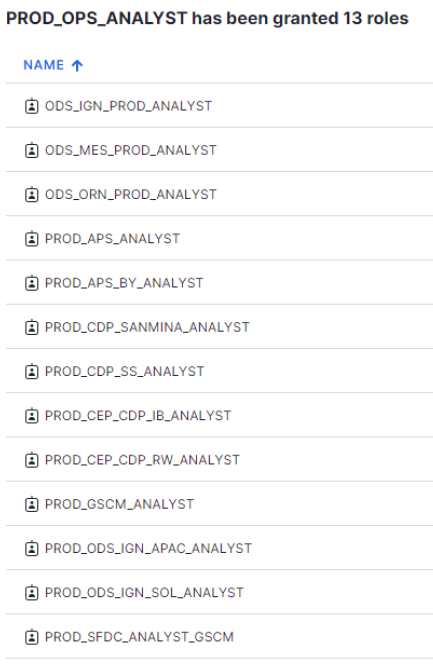 PROD_OPS_ANALYST has been granted 13 roles
NAME ↑
ODS_IGN_PROD_ANALYST
ODS_MES_PROD_ANALYST
ODS_ORN_PROD_ANALYST
PROD_APS_ANALYST
PROD_APS_BY_ANALYST
PROD_CDP_SANMINA_ANALYST
PROD_CDP_SS_ANALYST
PROD_CEP_CDP_IB_ANALYST
PROD_CEP_CDP_RW_ANALYST
PROD_GSCM_ANALYST
PROD_ODS_IGN_APAC_ANALYST
PROD_ODS_IGN_SOL_ANALYST
PROD_SFDC_ANALYST_GSCM